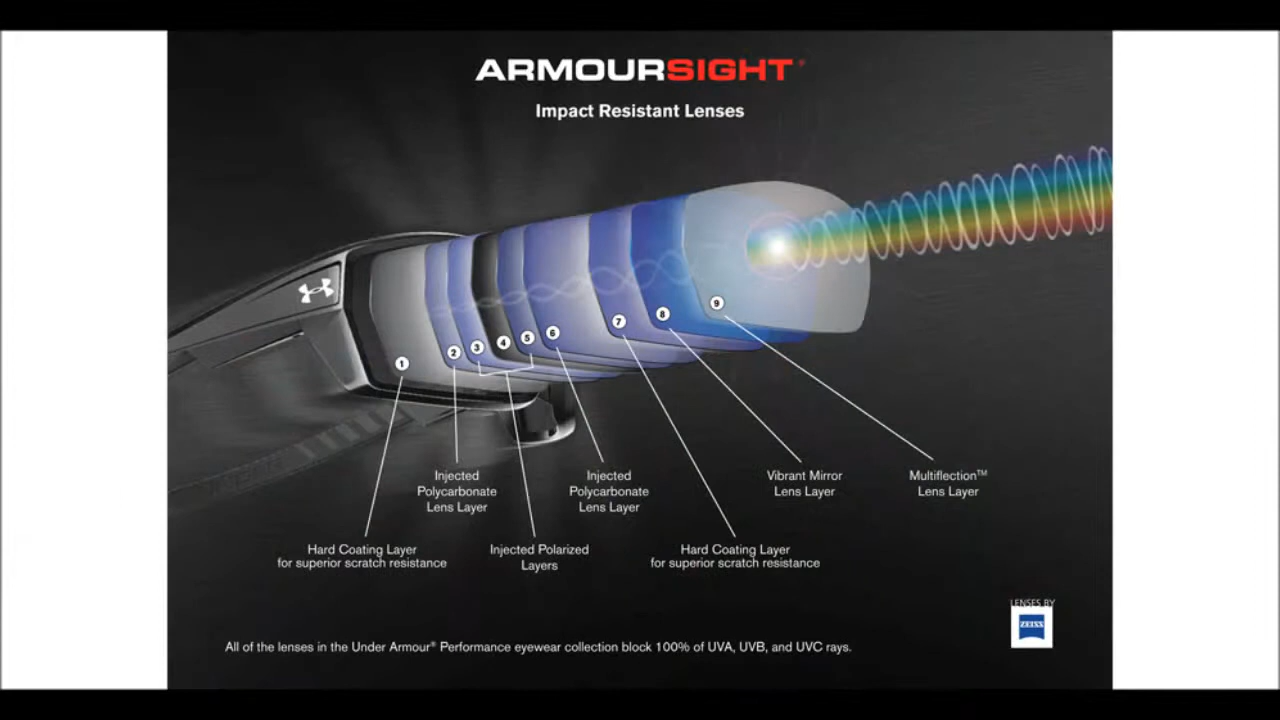 ARMOURSIGHT®
Impact Resistant Lenses
1
2
3
4
5
6
7
8
9
Injected
Polycarbonate
Lens Layer
Injected
Polycarbonate
Lens Layer
Vibrant Mirror
Lens Layer
Multiflection™
Lens Layer
Hard Coating Layer
for superior scratch resistance
Injected Polarized
Layers
Hard Coating Layer
for superior scratch resistance
LENSES BY
ZEISS
All of the lenses in the Under Armour® Performance eyewear collection block 100% of UVA, UVB, and UVC rays.